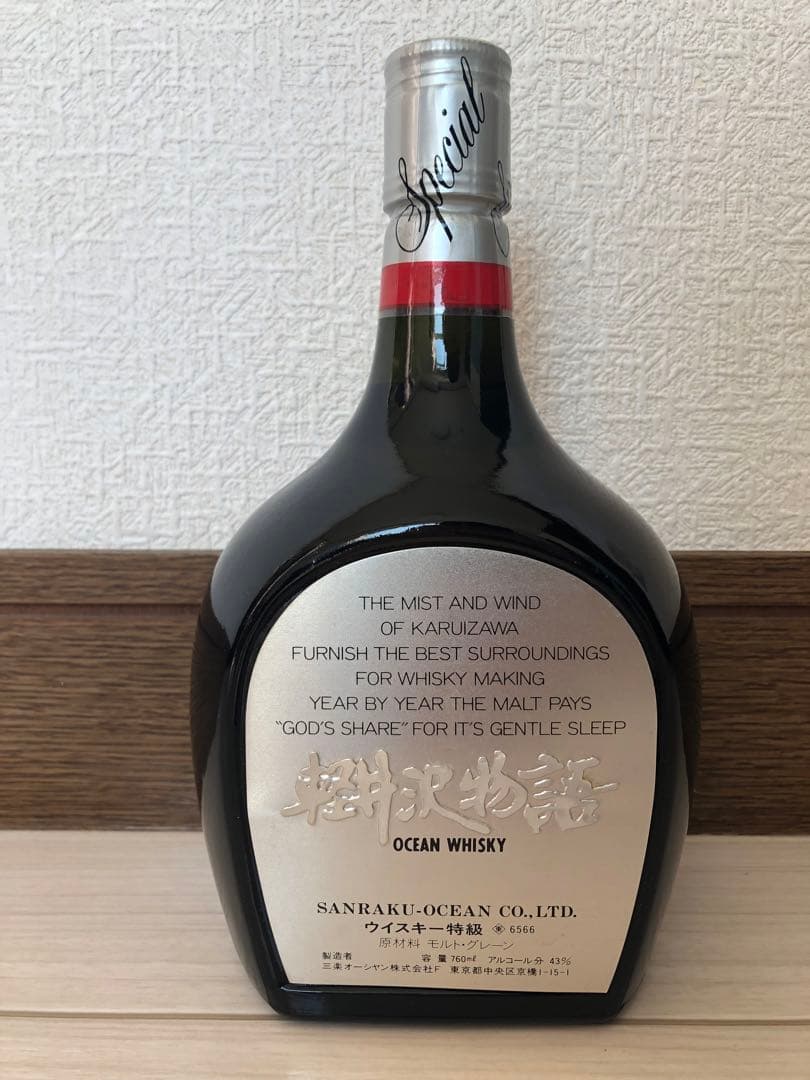 Special
THE MIST AND WIND
OF KARUIZAWA
FURNISH THE BEST SURROUNDINGS
FOR WHISKY MAKING
YEAR BY YEAR THE MALT PAYS
“GOD'S SHARE” FOR IT'S GENTLE SLEEP
軽井沢物語
OCEAN WHISKY
SANRAKU-OCEAN CO.,LTD.
ウイスキー特級 6566
原材料 モルト・グレーン
製造者 容量 760mℓ アルコール分 43%
三楽オーシャン株式会社F 東京都中央区京橋1-15-1